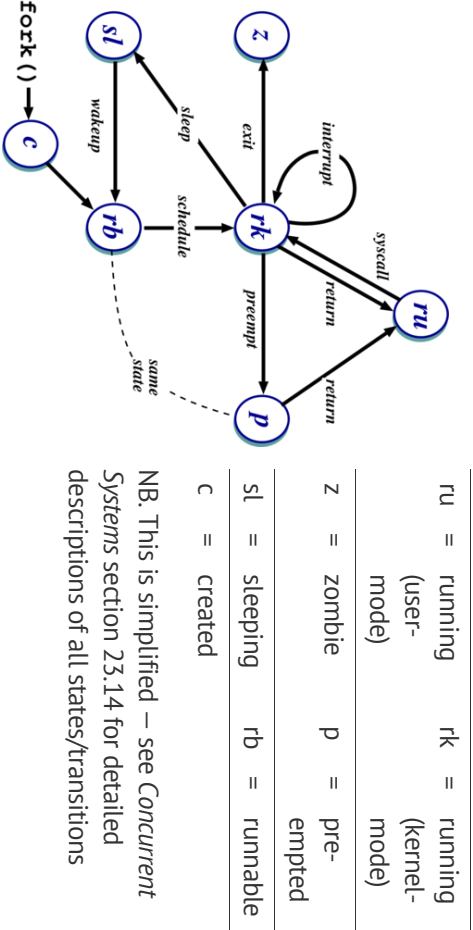 ru
syscall
return
return
interrupt
z exit rk preempt p
sleep
schedule
same
state
sl wakeup rb
fork() c
ru = running (user-mode) rk = running (kernel-mode)
z = zombie p = pre-empted
sl = sleeping rb = runnable
c = created
NB. This is simplified — see Concurrent
Systems section 23.14 for detailed
descriptions of all states/transitions